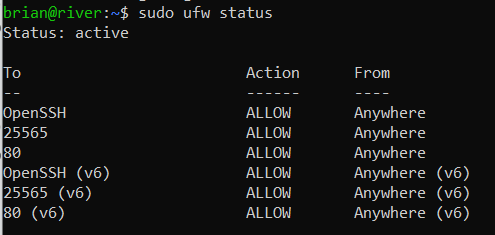 brian@river:~$ sudo ufw status
Status: active
To Action From
-- ------ ----
OpenSSH ALLOW Anywhere
25565 ALLOW Anywhere
80 ALLOW Anywhere
OpenSSH (v6) ALLOW Anywhere (v6)
25565 (v6) ALLOW Anywhere (v6)
80 (v6) ALLOW Anywhere (v6)